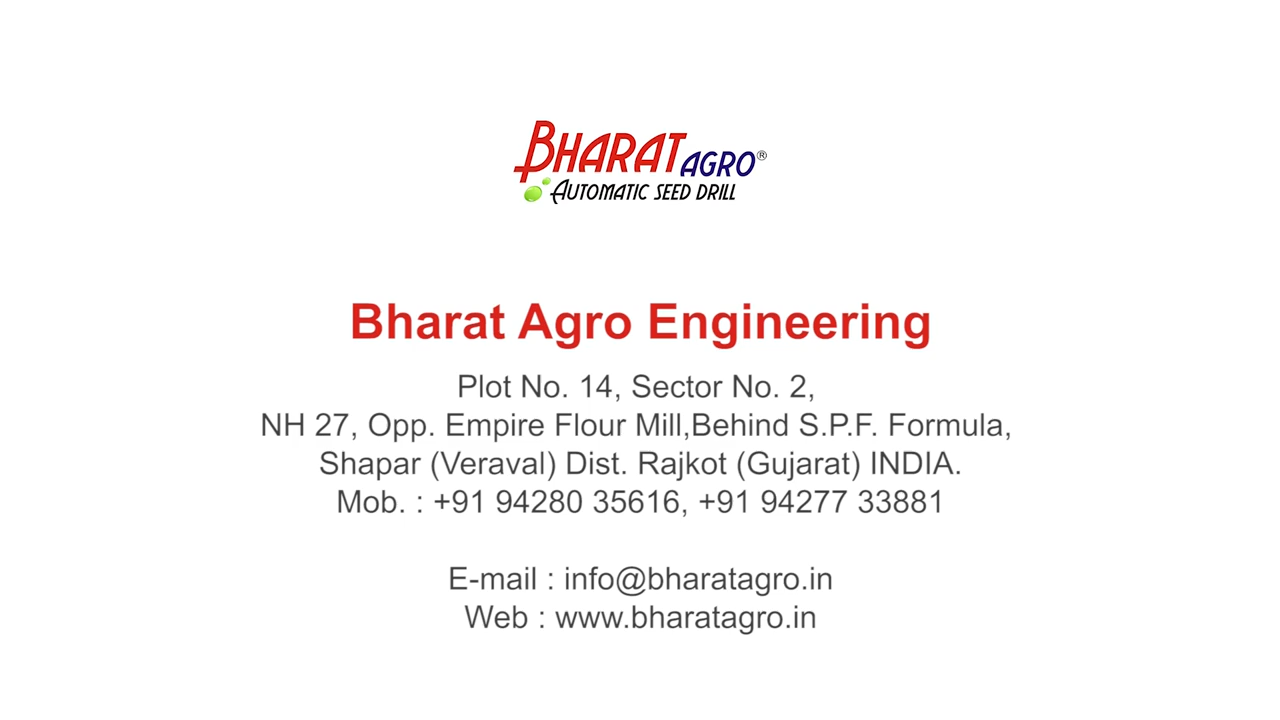 BHARAT AGRO®
AUTOMATIC SEED DRILL
Bharat Agro Engineering
Plot No. 14, Sector No. 2,
NH 27, Opp. Empire Flour Mill,Behind S.P.F. Formula,
Shapar (Veraval) Dist. Rajkot (Gujarat) INDIA.
Mob. : +91 94280 35616, +91 94277 33881
E-mail : info@bharatagro.in
Web : www.bharatagro.in